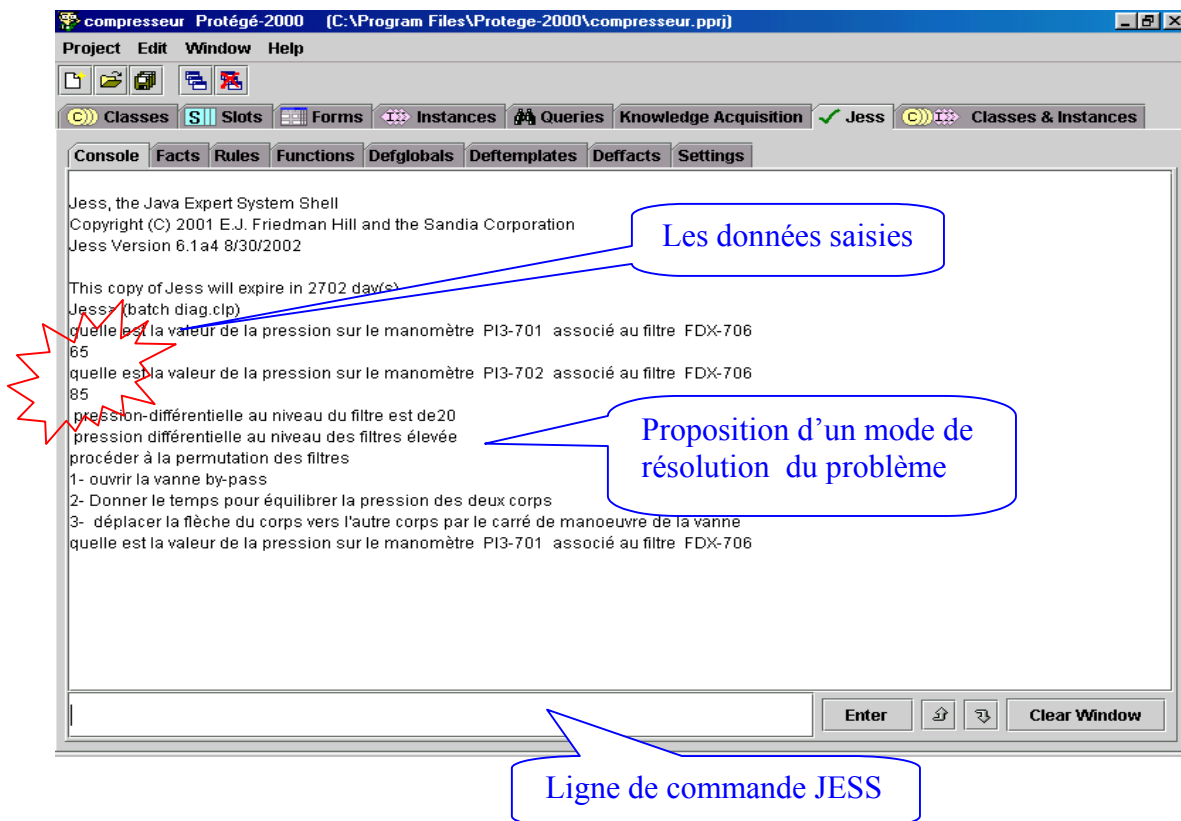 compresseur Protégé-2000 (C:\Program Files\Protege-2000\compresseur.pprj)
Project Edit Window Help
Classes Slots Forms Instances Queries Knowledge Acquisition Jess Classes & Instances
Console Facts Rules Functions Defglobals Deftemplates Deffacts Settings
Jess, the Java Expert System Shell
Copyright (C) 2001 E.J. Friedman Hill and the Sandia Corporation
Jess Version 6.1a4 8/30/2002
Les données saisies
This copy of Jess will expire in 2702 day(s).
Jess> (batch diag.clp)
quelle est la valeur de la pression sur le manomètre PI3-701 associé au filtre FDX-706
65
quelle est la valeur de la pression sur le manomètre PI3-702 associé au filtre FDX-706
85
pression-différentielle au niveau du filtre est de20
pression différentielle au niveau des filtres élevée
procéder à la permutation des filtres
1- ouvrir la vanne by-pass
2- Donner le temps pour équilibrer la pression des deux corps
3- déplacer la flèche du corps vers l'autre corps par le carré de manoeuvre de la vanne
quelle est la valeur de la pression sur le manomètre PI3-701 associé au filtre FDX-706
Proposition d'un mode de
résolution du problème
Enter Clear Window
Ligne de commande JESS